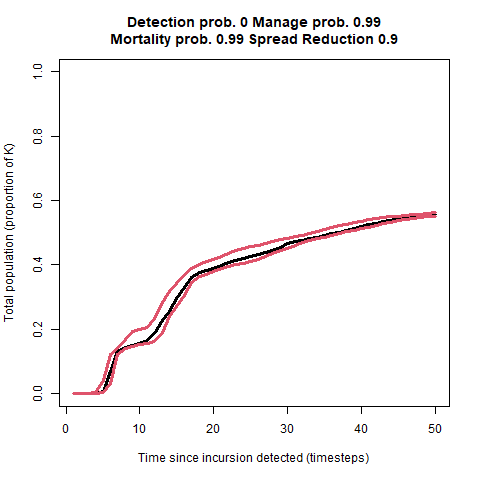 Detection prob. 0 Manage prob. 0.99
Mortality prob. 0.99 Spread Reduction 0.9
1.0
0.8
0.6
0.4
0.2
0.0
Total population (proportion of K)
0 10 20 30 40 50
Time since incursion detected (timesteps)